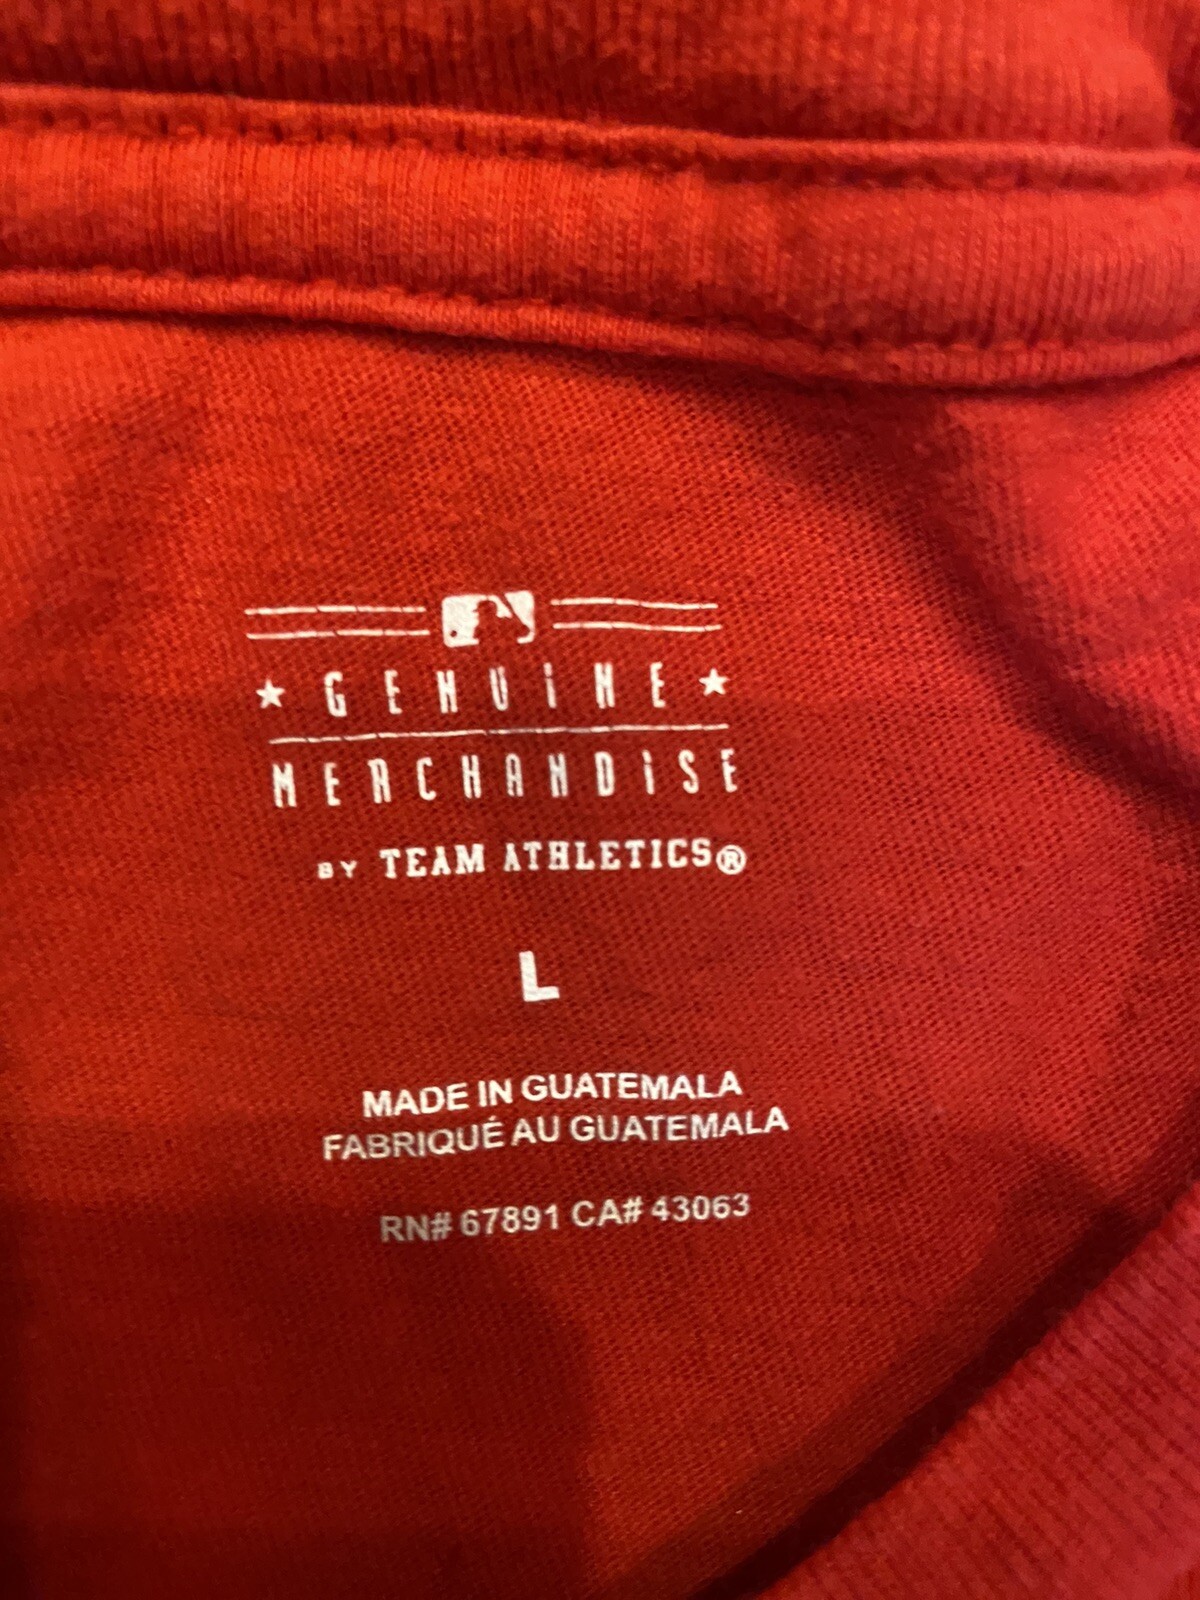 ★ GENUiNE ★
MERCHANDiSE
BY TEAM ATHLETICS®
L
MADE IN GUATEMALA
FABRIQUÉ AU GUATEMALA
RN# 67891 CA# 43063